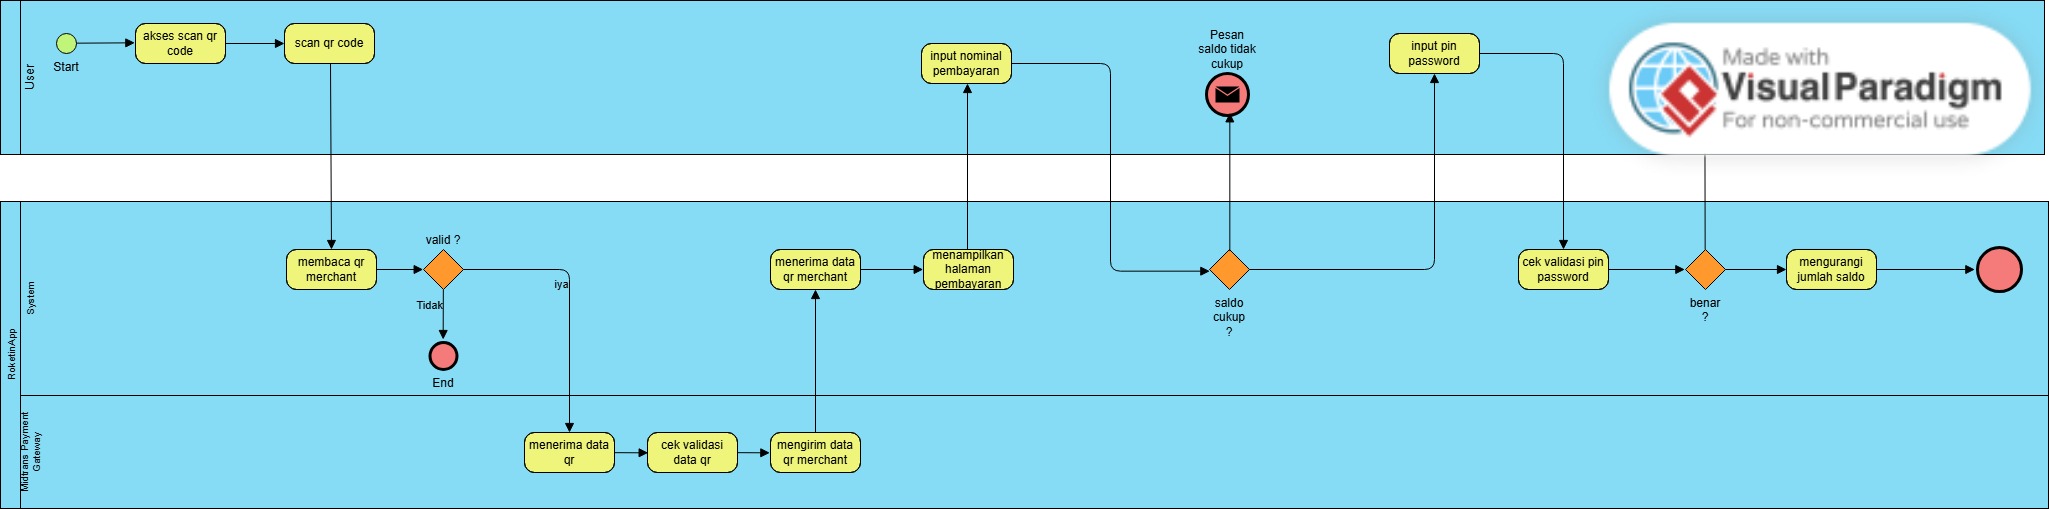 User
Start
akses scan qr
code
scan qr code
input nominal
pembayaran
Pesan
saldo tidak
cukup
input pin
password
Made with
Visual Paradigm
For non-commercial use
RoketinApp
System
membaca qr
merchant
valid ?
iya
Tidak
End
menerima data
qr merchant
menampilkan
halaman
pembayaran
saldo
cukup
?
cek validasi pin
password
benar
?
mengurangi
jumlah saldo
Midtrans Payment
Gateway
menerima data
qr
cek validasi
data qr
mengirim data
qr merchant